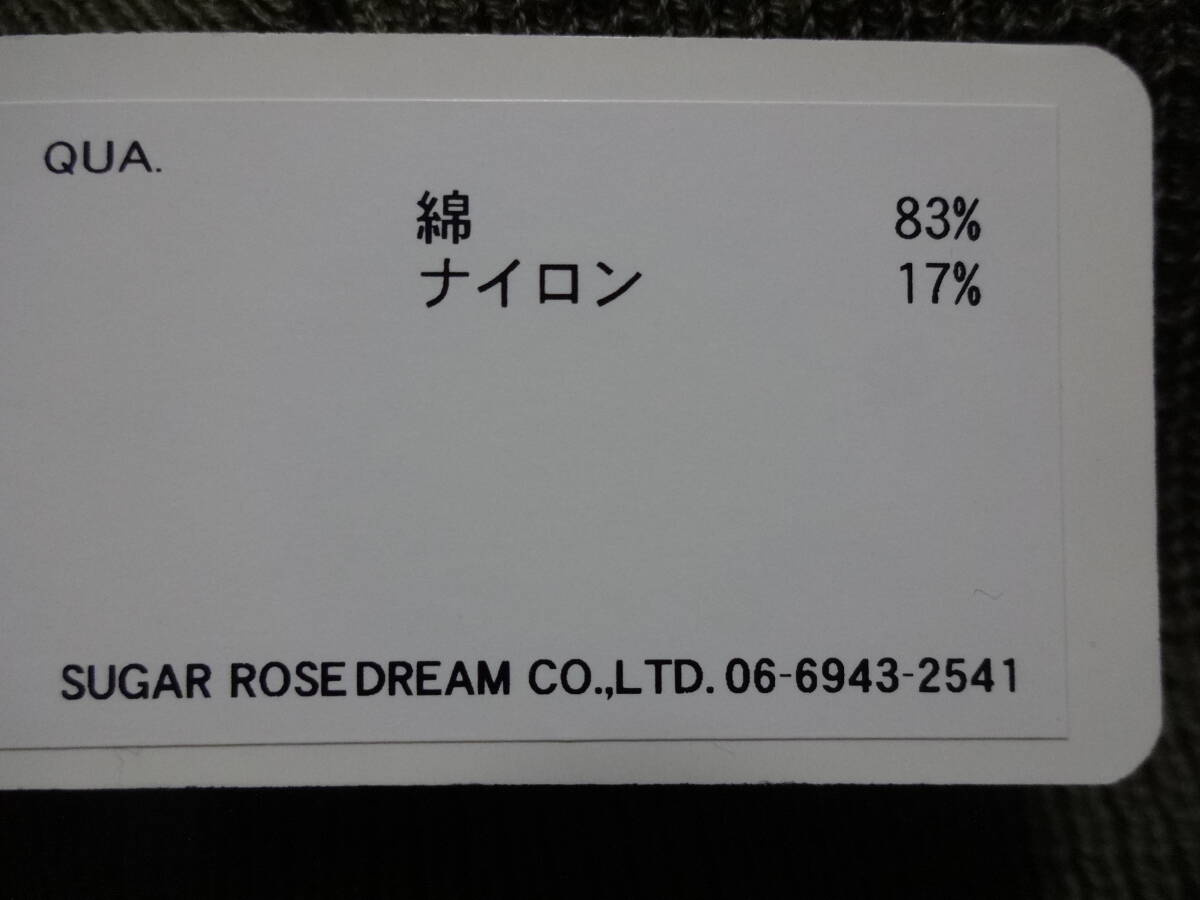 QUA.
綿 83%
ナイロン 17%
SUGAR ROSE DREAM CO.,LTD. 06-6943-2541